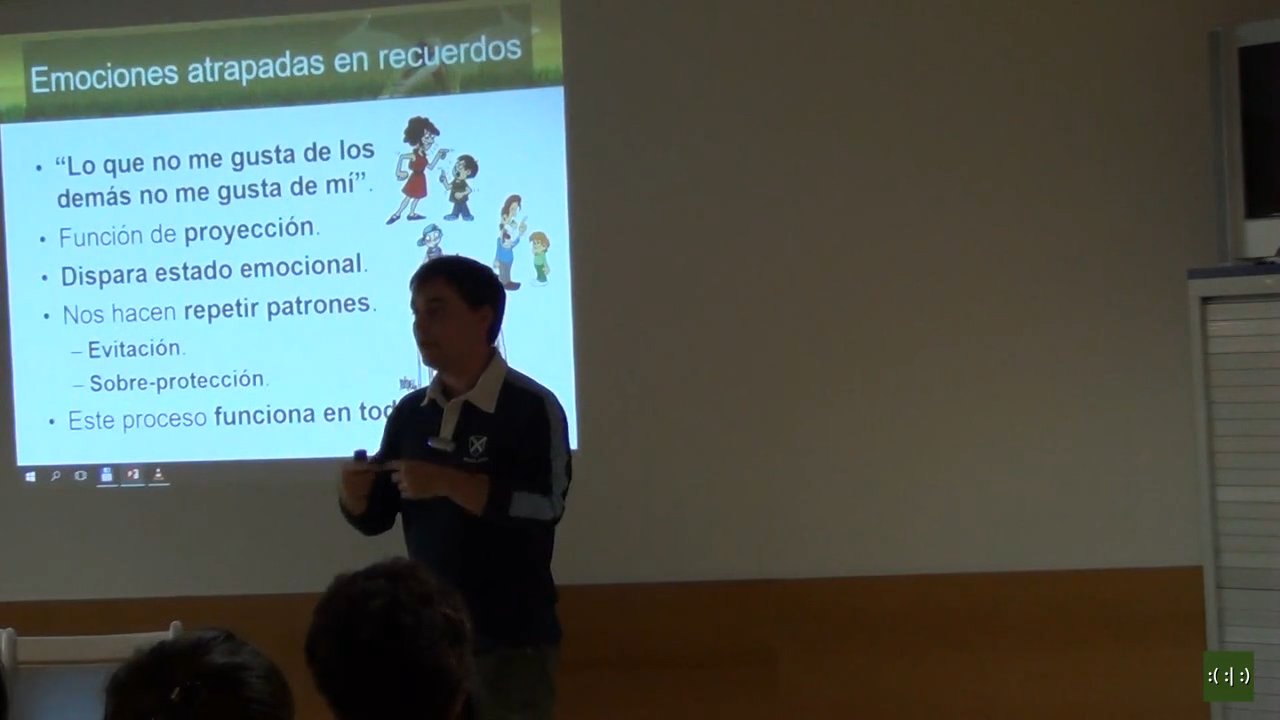 Emociones atrapadas en recuerdos
• “Lo que no me gusta de los
demás no me gusta de mí”.
• Función de proyección.
• Dispara estado emocional.
• Nos hacen repetir patrones.
– Evitación.
– Sobre-protección.
• Este proceso funciona en tod
:( :| :)